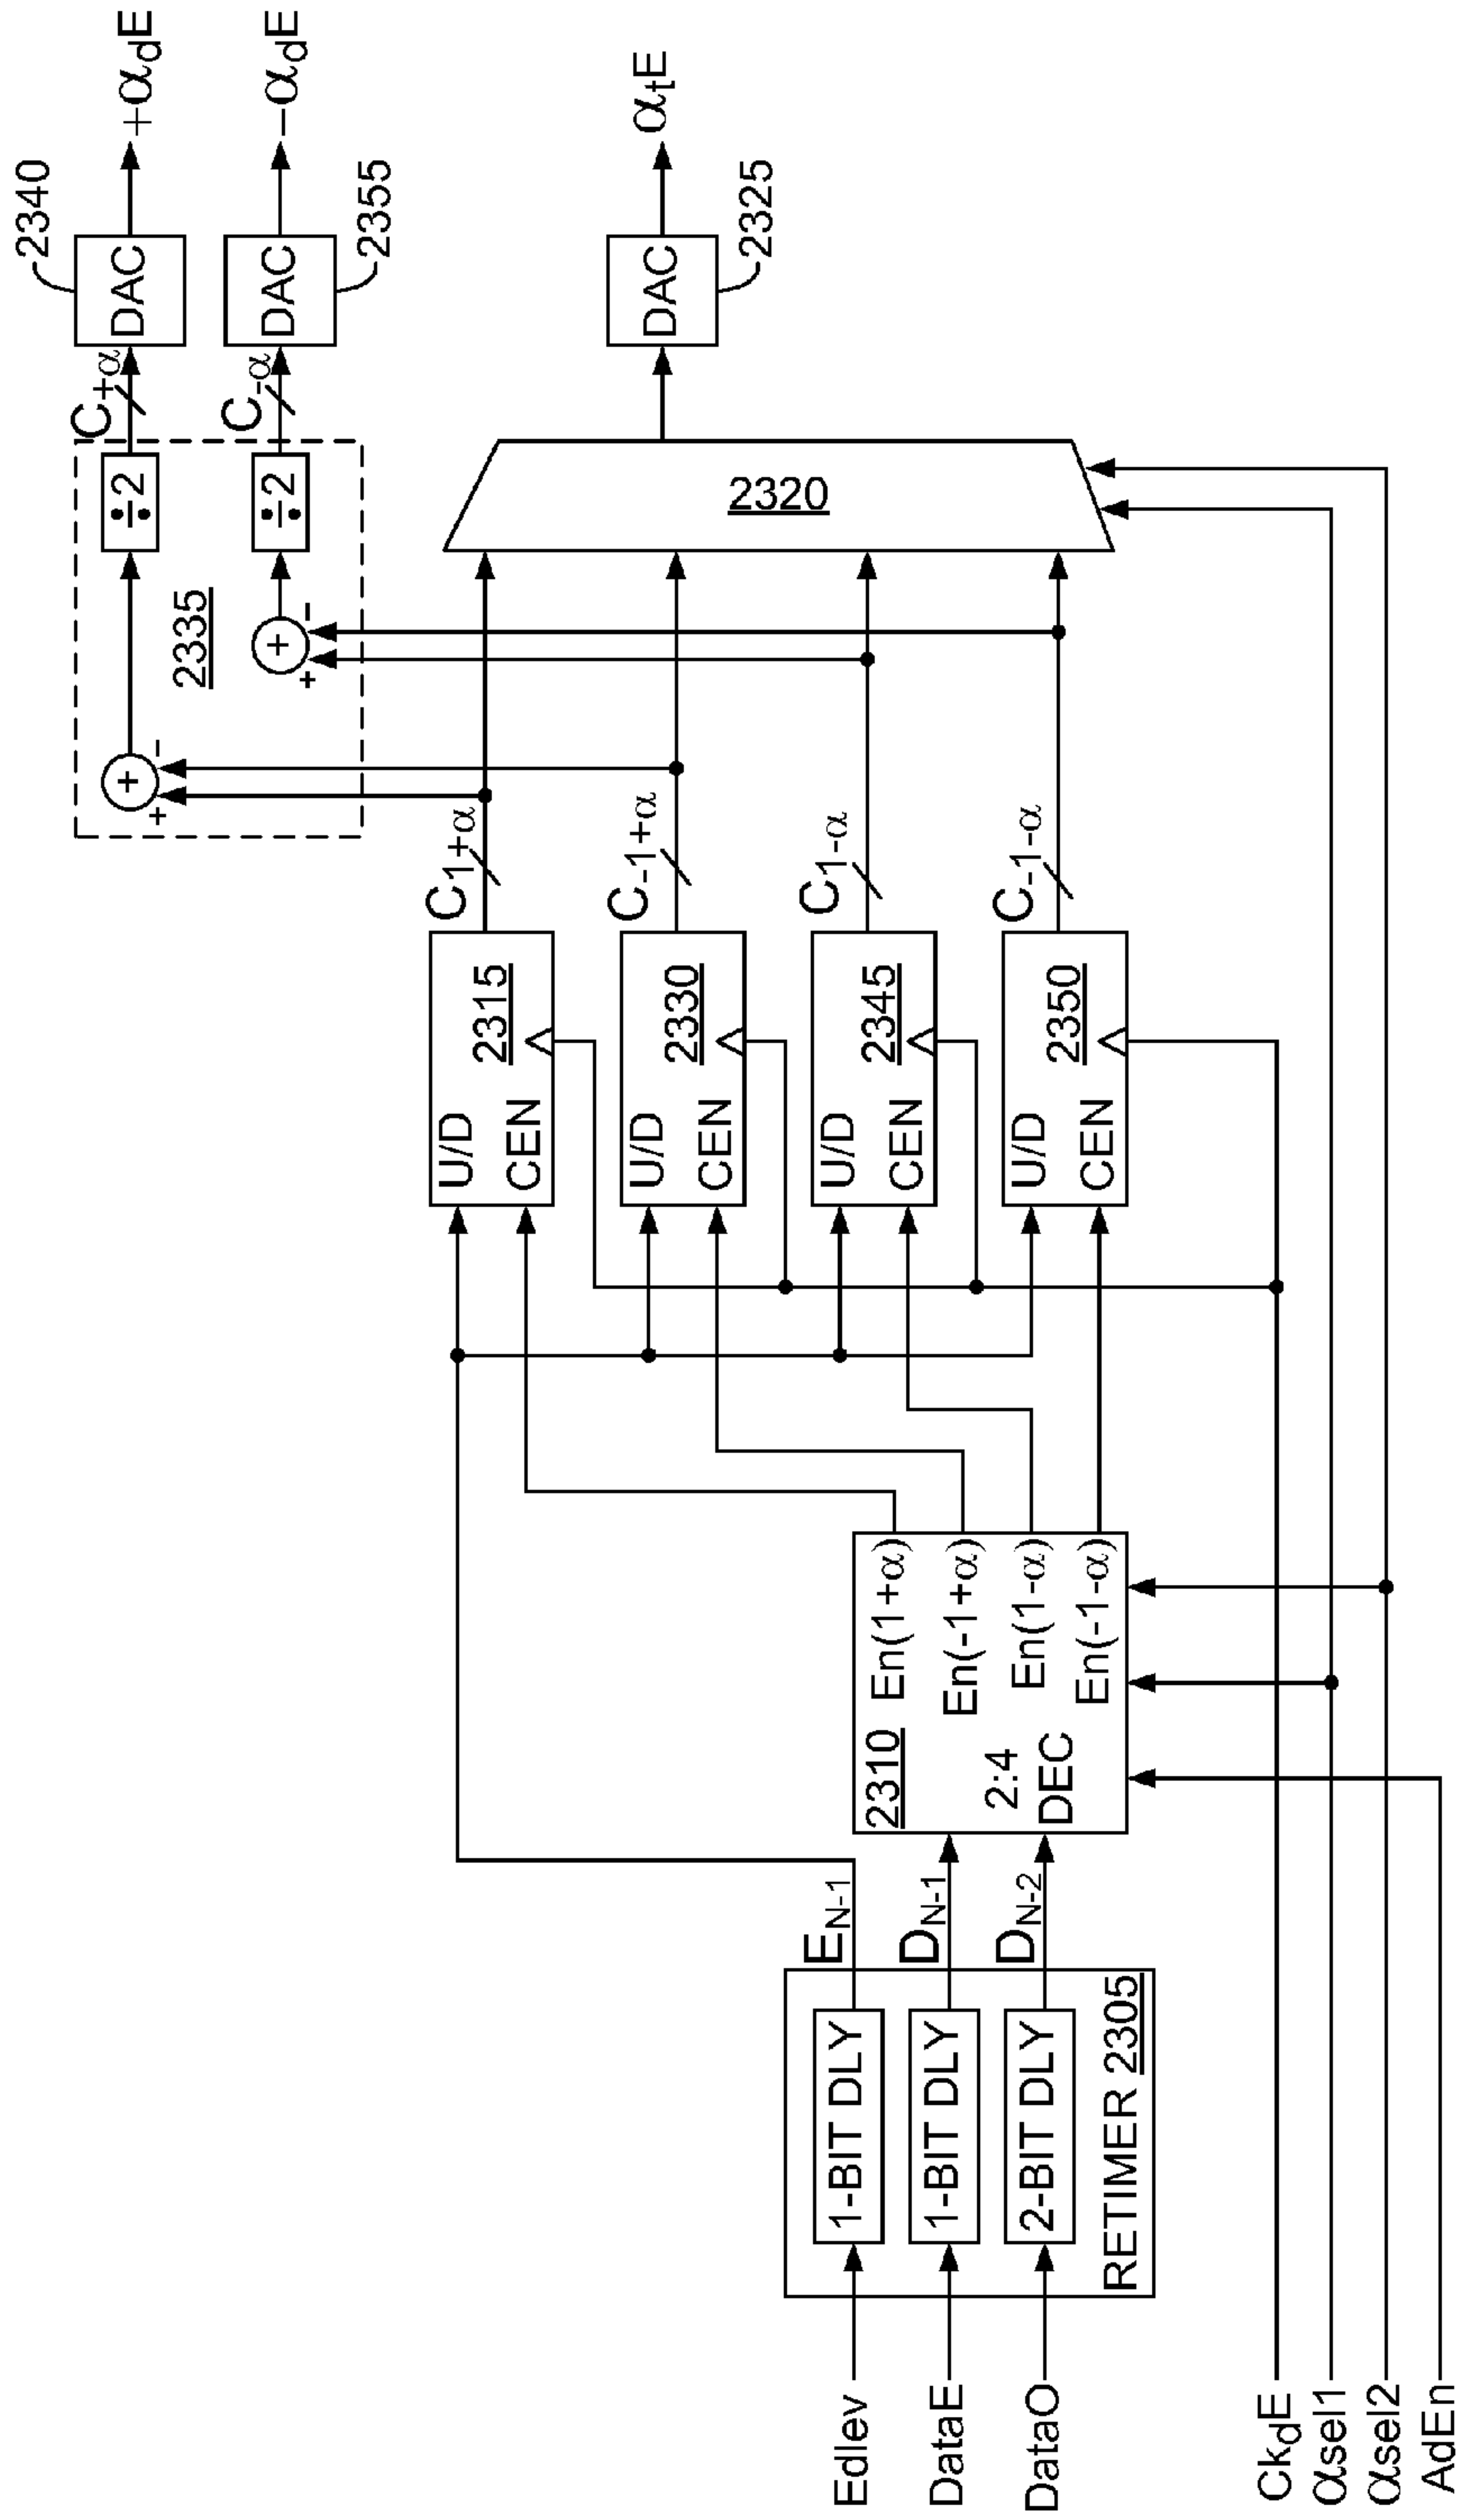 Edlev
DataE
DataO
CkdE
αsel1
αsel2
AdEn
1-BIT DLY
1-BIT DLY
2-BIT DLY
RETIMER 2305
EN-1
DN-1
DN-2
2310
2:4
DEC
En(1+α)
En(-1+α)
En(1-α)
En(-1-α)
U/D
CEN
2315
U/D
CEN
2330
U/D
CEN
2345
U/D
CEN
2350
C1+α
C-1+α
C1-α
C-1-α
+
+
-
+
+
-
2335
÷2
÷2
2320
C+α
C-α
DAC
2340
DAC
2355
DAC
2325
+αdE
-αdE
αtE